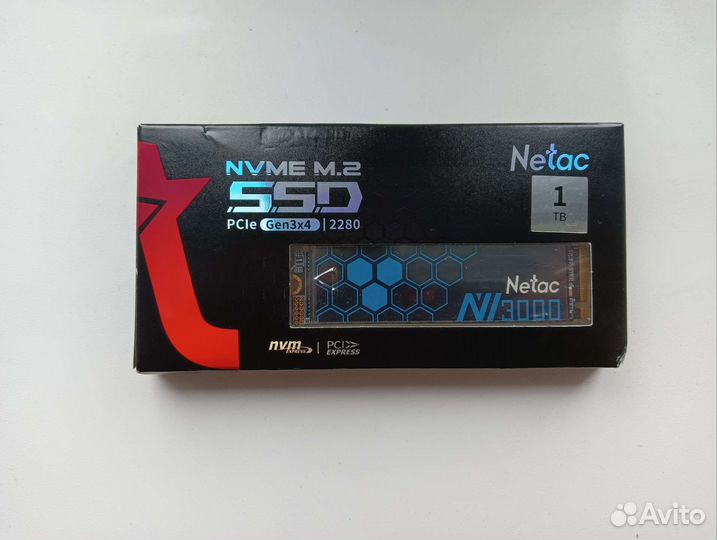 NVME M.2
SSD
PCIe Gen3x4 | 2280
Netac
1
TB
Netac
NV3000
nvm EXPRESS | PCI EXPRESS
Avito